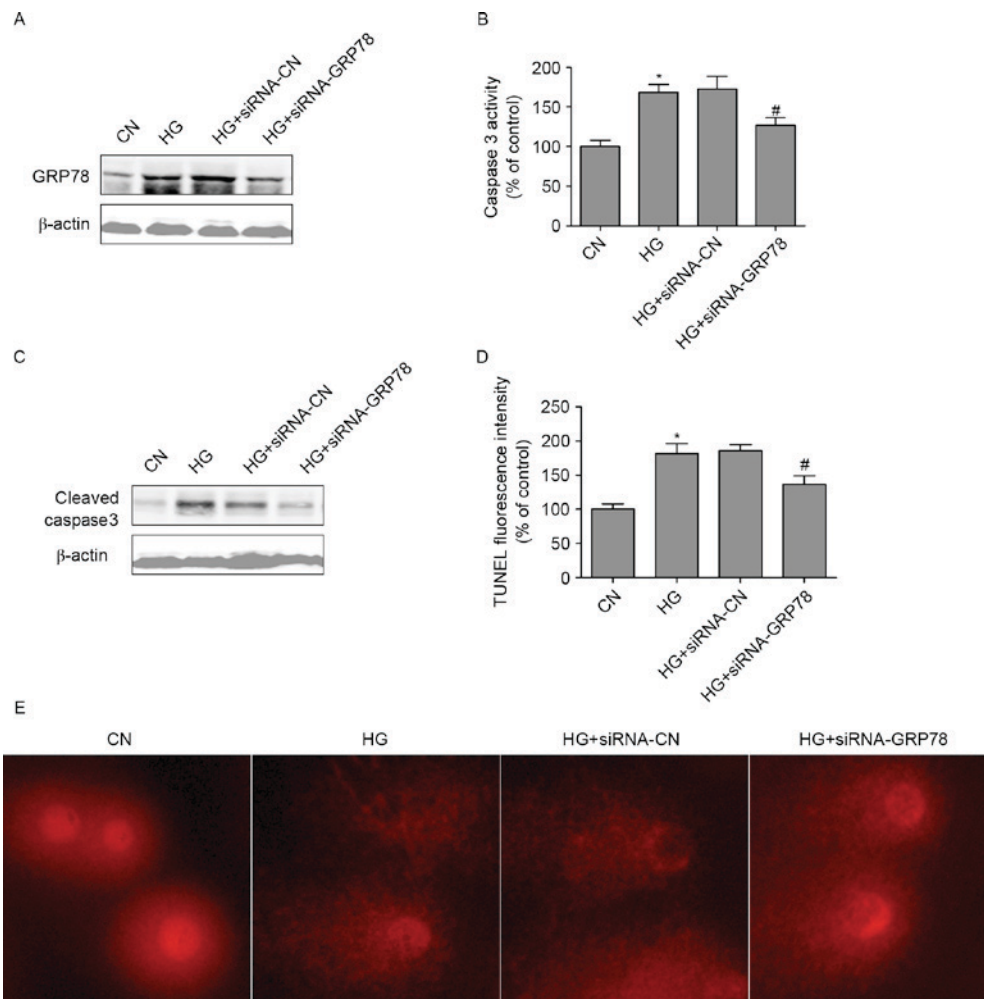 A
CN
HG
HG+siRNA-CN
HG+siRNA-GRP78
GRP78
β-actin
B
Caspase 3 activity
(% of control)
200
150
100
50
0
*
#
CN
HG
HG+siRNA-CN
HG+siRNA-GRP78
C
CN
HG
HG+siRNA-CN
HG+siRNA-GRP78
Cleaved
caspase3
β-actin
D
TUNEL fluorescence intensity
(% of control)
250
200
150
100
50
0
*
#
CN
HG
HG+siRNA-CN
HG+siRNA-GRP78
E
CN
HG
HG+siRNA-CN
HG+siRNA-GRP78